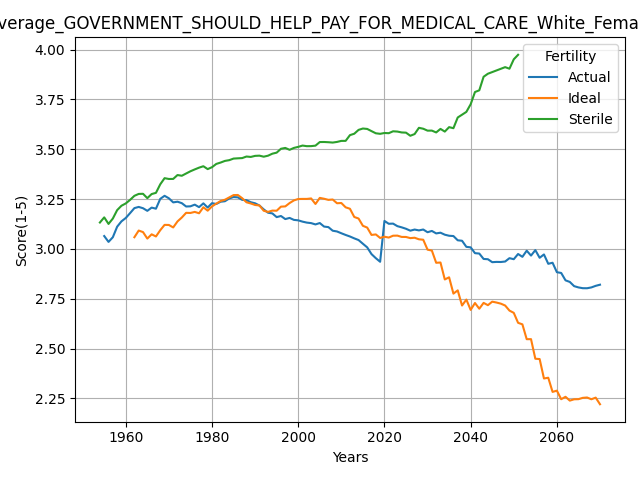 verage_GOVERNMENT_SHOULD_HELP_PAY_FOR_MEDICAL_CARE_White_Fema
Score(1-5)
4.00
3.75
3.50
3.25
3.00
2.75
2.50
2.25
Fertility
Actual
Ideal
Sterile
1960 1980 2000 2020 2040 2060
Years